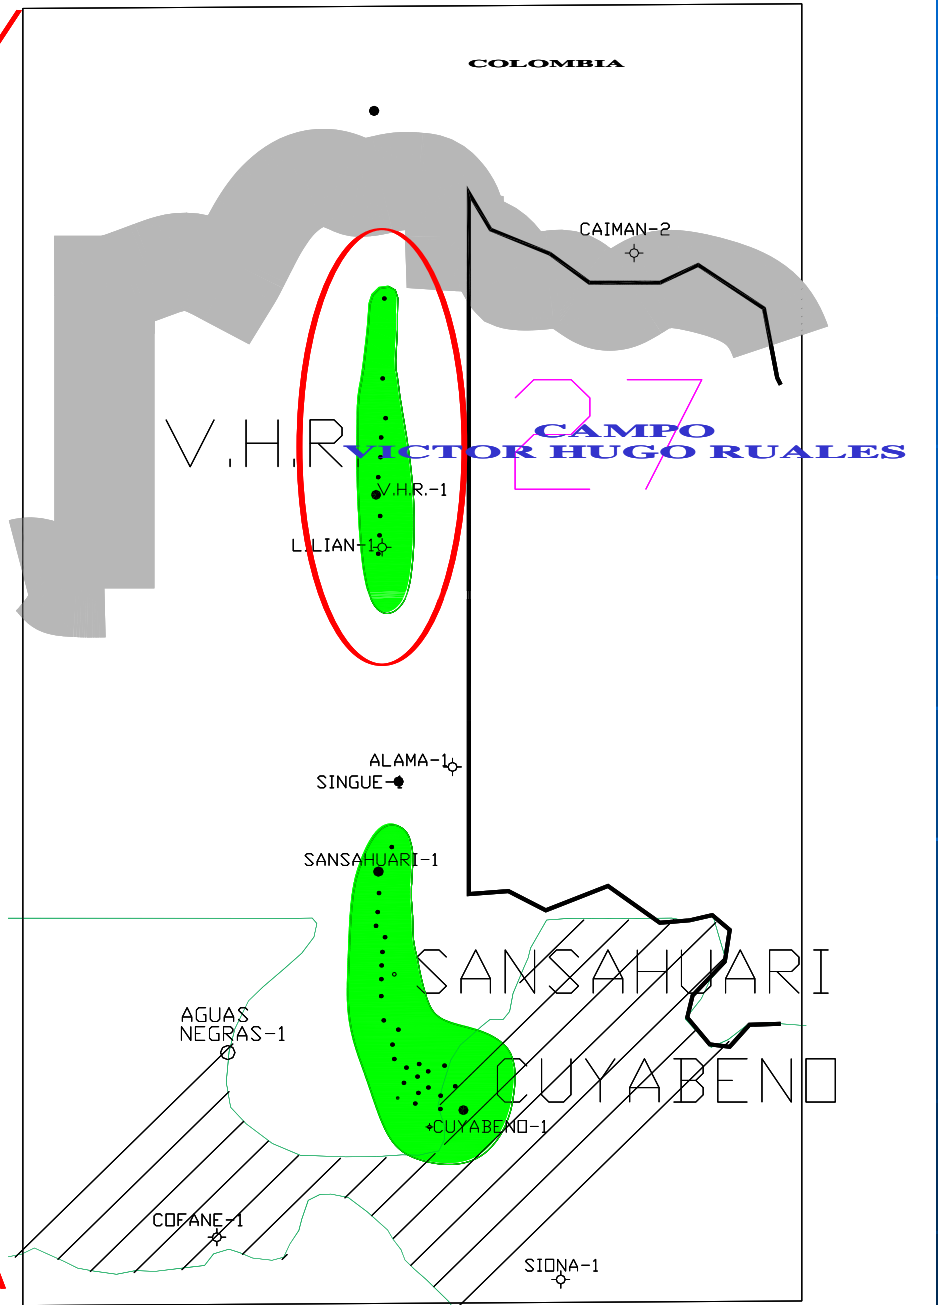 COLOMBIA
CAIMAN-2
27
CAMPO
V.H.R.
VICTOR HUGO RUALES
V.H.R.-1
L.LIAN-1
ALAMA-1
SINGUE-1
SANSAHUARI-1
SANSAHUARI
AGUAS
NEGRAS-1
CUYABENO
CUYABENO-1
COFANE-1
SIONA-1